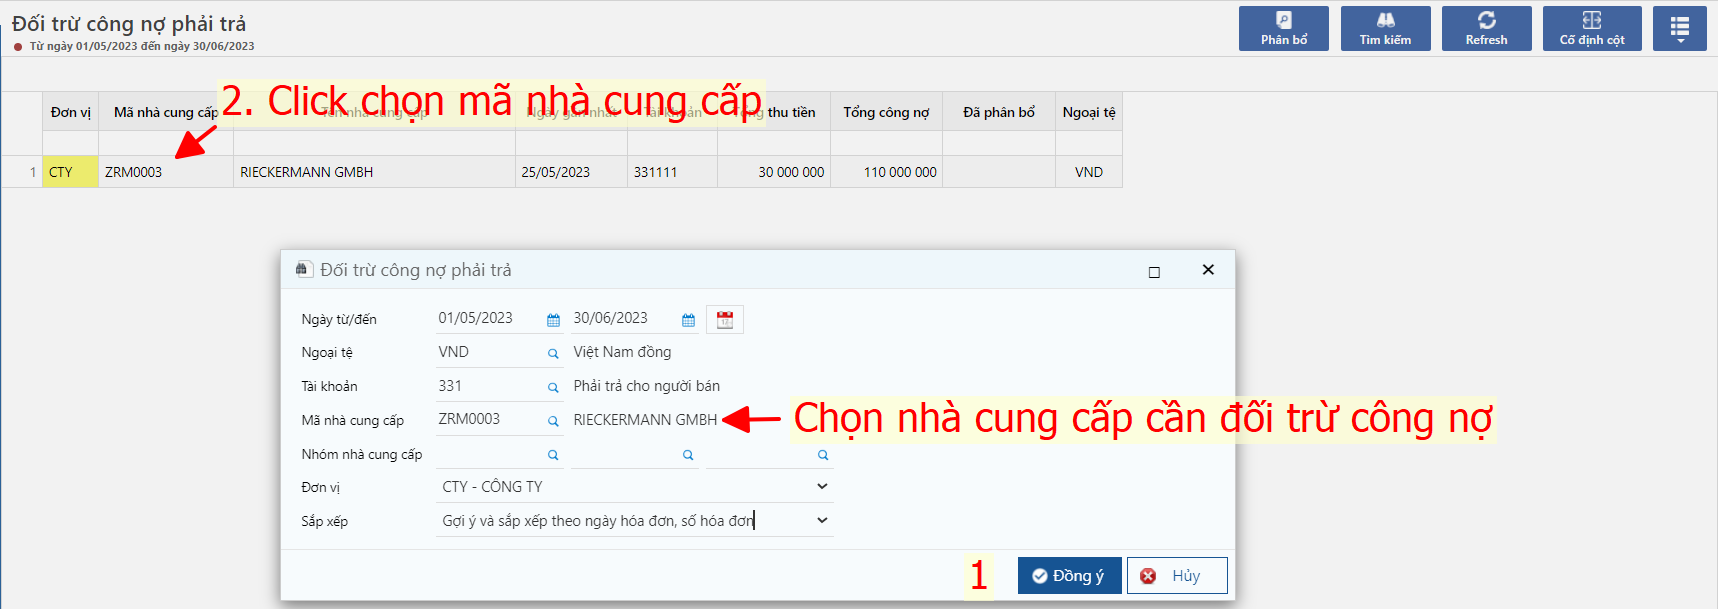 Đối trừ công nợ phải trả
Từ ngày 01/05/2023 đến ngày 30/06/2023
Phân bổ
Tìm kiếm
Refresh
Cố định cột
2. Click chọn mã nhà cung cấp
Đơn vị Mã nhà cung cấp Tên nhà cung cấp Ngày gần nhất Tài khoản Tổng thu tiền Tổng công nợ Đã phân bổ Ngoại tệ
1 CTY ZRM0003 RIECKERMANN GMBH 25/05/2023 331111 30 000 000 110 000 000 VND
Đối trừ công nợ phải trả
Ngày từ/đến 01/05/2023 30/06/2023
Ngoại tệ VND Việt Nam đồng
Tài khoản 331 Phải trả cho người bán
Mã nhà cung cấp ZRM0003 RIECKERMANN GMBH
Chọn nhà cung cấp cần đối trừ công nợ
Nhóm nhà cung cấp
Đơn vị CTY - CÔNG TY
Sắp xếp Gợi ý và sắp xếp theo ngày hóa đơn, số hóa đơn
1 Đồng ý Hủy